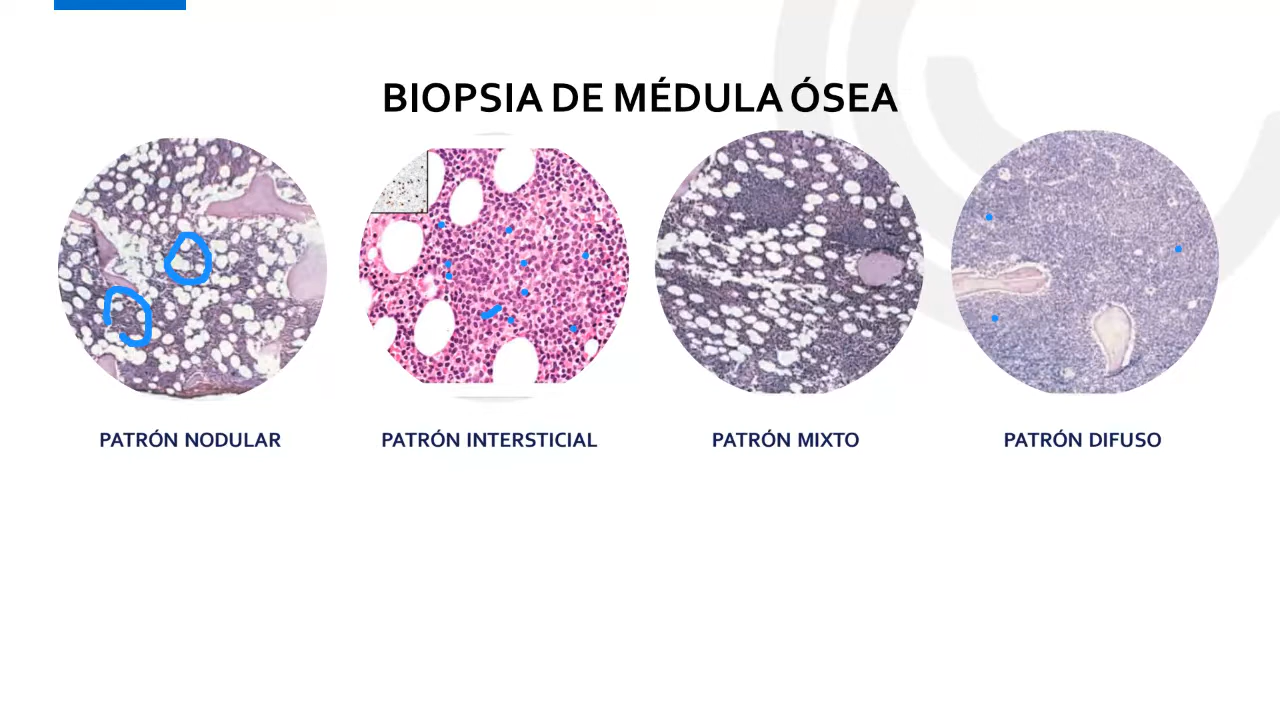 BIOPSIA DE MÉDULA ÓSEA
PATRÓN NODULAR
PATRÓN INTERSTICIAL
PATRÓN MIXTO
PATRÓN DIFUSO